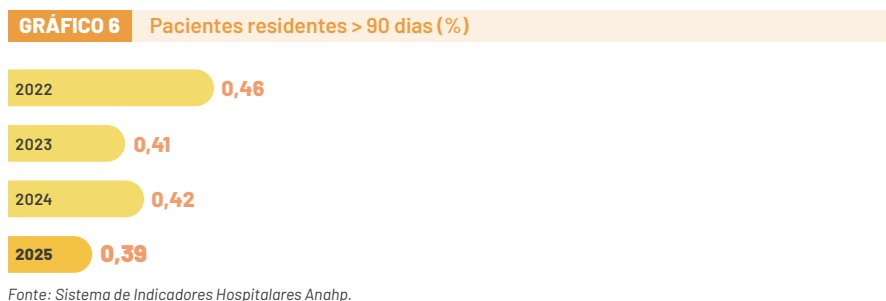 GRÁFICO 6 Pacientes residentes > 90 dias (%)
2022 0,46
2023 0,41
2024 0,42
2025 0,39
Fonte: Sistema de Indicadores Hospitalares Anahp.